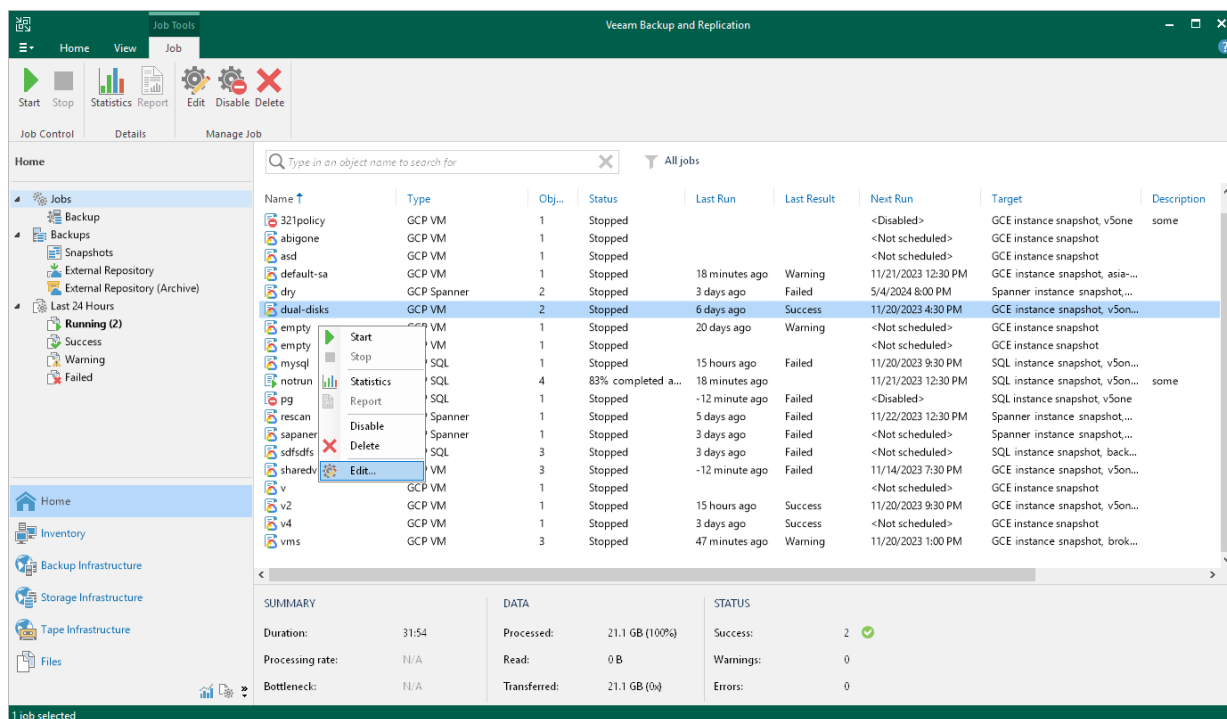 Job Tools
Veeam Backup and Replication
Home View Job
?
Start Stop Statistics Report Edit Disable Delete
Job Control Details Manage Job
Home
Type in an object name to search for
All jobs
Jobs
Backup
Backups
Snapshots
External Repository
External Repository (Archive)
Last 24 Hours
Running (2)
Success
Warning
Failed
Home
Inventory
Backup Infrastructure
Storage Infrastructure
Tape Infrastructure
Files
Name Type Obj... Status Last Run Last Result Next Run Target Description
321policy GCP VM 1 Stopped <Disabled> GCE instance snapshot, v5one some
abigone GCP VM 1 Stopped <Not scheduled> GCE instance snapshot
asd GCP VM 1 Stopped <Not scheduled> GCE instance snapshot
default-sa GCP VM 1 Stopped 18 minutes ago Warning 11/21/2023 12:30 PM GCE instance snapshot, asia-...
dry GCP Spanner 2 Stopped 3 days ago Failed 5/4/2024 8:00 PM Spanner instance snapshot,...
dual-disks GCP VM 2 Stopped 6 days ago Success 11/20/2023 4:30 PM GCE instance snapshot, v5on...
empty GCP VM 1 Stopped 20 days ago Warning <Not scheduled> GCE instance snapshot
empty VM 1 Stopped <Not scheduled> GCE instance snapshot
mysql SQL 1 Stopped 15 hours ago Failed 11/20/2023 9:30 PM SQL instance snapshot, v5on...
notrun SQL 4 83% completed a... 18 minutes ago 11/21/2023 12:30 PM SQL instance snapshot, v5on... some
pg SQL 1 Stopped -12 minute ago Failed <Disabled> SQL instance snapshot, v5one
rescan Spanner 1 Stopped 5 days ago Failed 11/22/2023 12:30 PM Spanner instance snapshot,...
sapaner Spanner 1 Stopped 3 days ago Failed <Not scheduled> Spanner instance snapshot,...
sdfsdfs SQL 3 Stopped 3 days ago Failed <Not scheduled> SQL instance snapshot, back...
sharedv VM 3 Stopped -12 minute ago Failed 11/14/2023 7:30 PM GCE instance snapshot, v5on...
v GCP VM 1 Stopped <Not scheduled> GCE instance snapshot
v2 GCP VM 1 Stopped 15 hours ago Success 11/20/2023 9:30 PM GCE instance snapshot, v5on...
v4 GCP VM 1 Stopped 3 days ago Success <Not scheduled> GCE instance snapshot
vms GCP VM 3 Stopped 47 minutes ago Warning 11/20/2023 1:00 PM GCE instance snapshot, brok...
Start
Stop
Statistics
Report
Disable
Delete
Edit...
SUMMARY DATA STATUS
Duration: 31:54 Processed: 21.1 GB (100%) Success: 2
Processing rate: N/A Read: 0 B Warnings: 0
Bottleneck: N/A Transferred: 21.1 GB (0x) Errors: 0
1 job selected